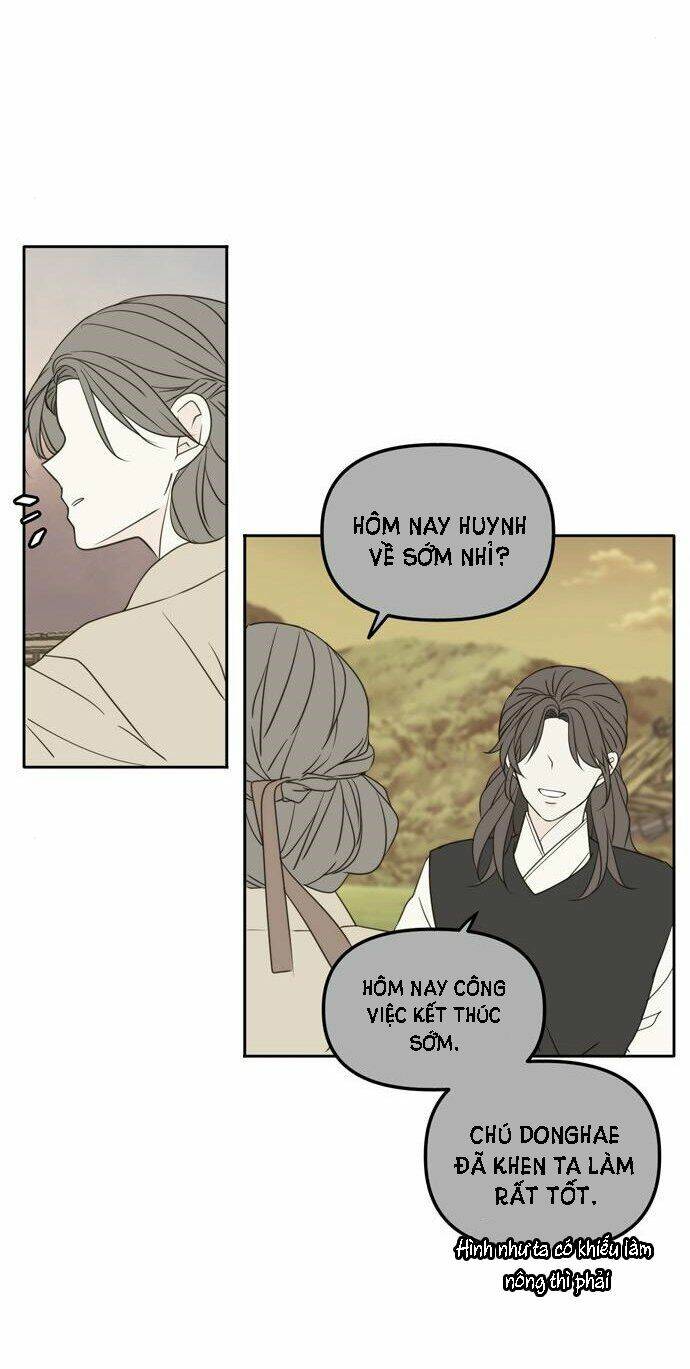 HÔM NAY HUYNH
VỀ SỚM NHỈ?
HÔM NAY CÔNG
VIỆC KẾT THÚC
SỚM.
CHÚ DONGHAE
ĐÃ KHEN TA LÀM
RẤT TỐT.
Hình như ta có khiếu làm
nông thì phải